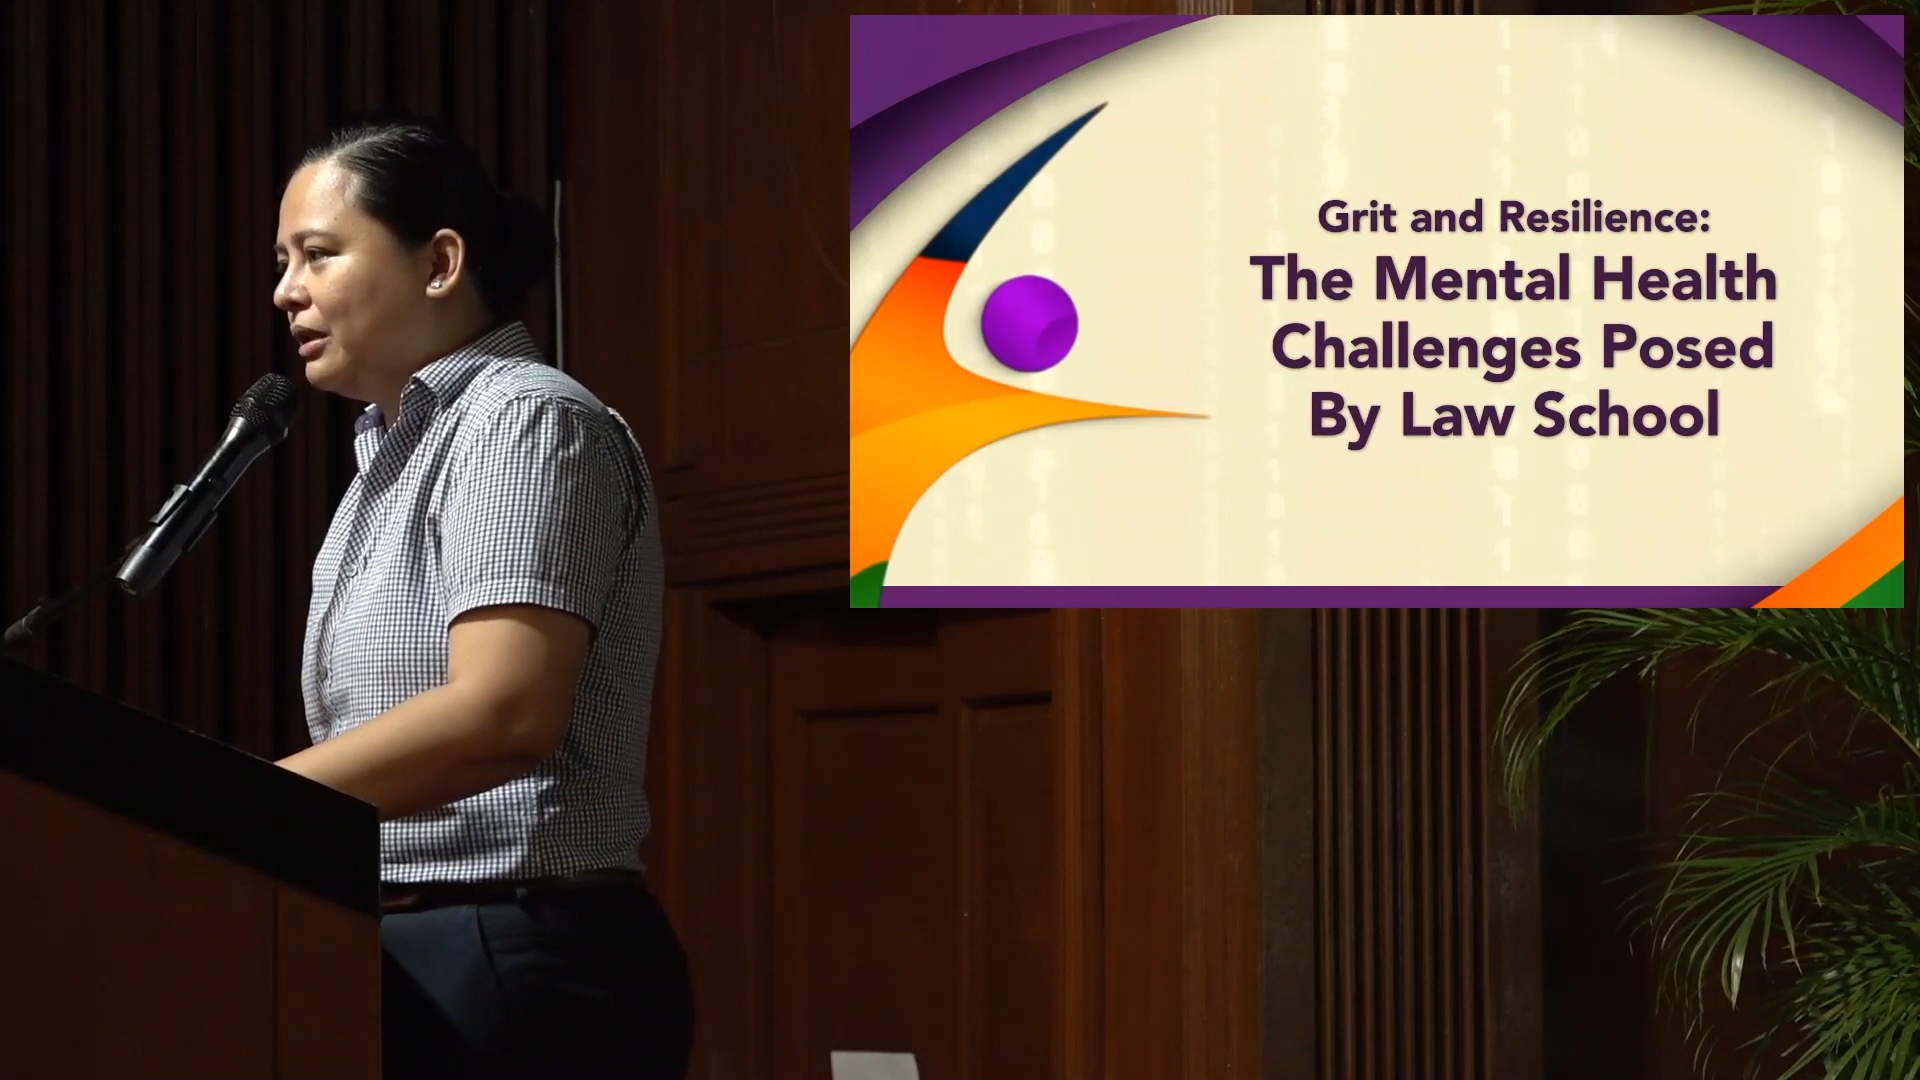 Grit and Resilience:
The Mental Health
Challenges Posed
By Law School